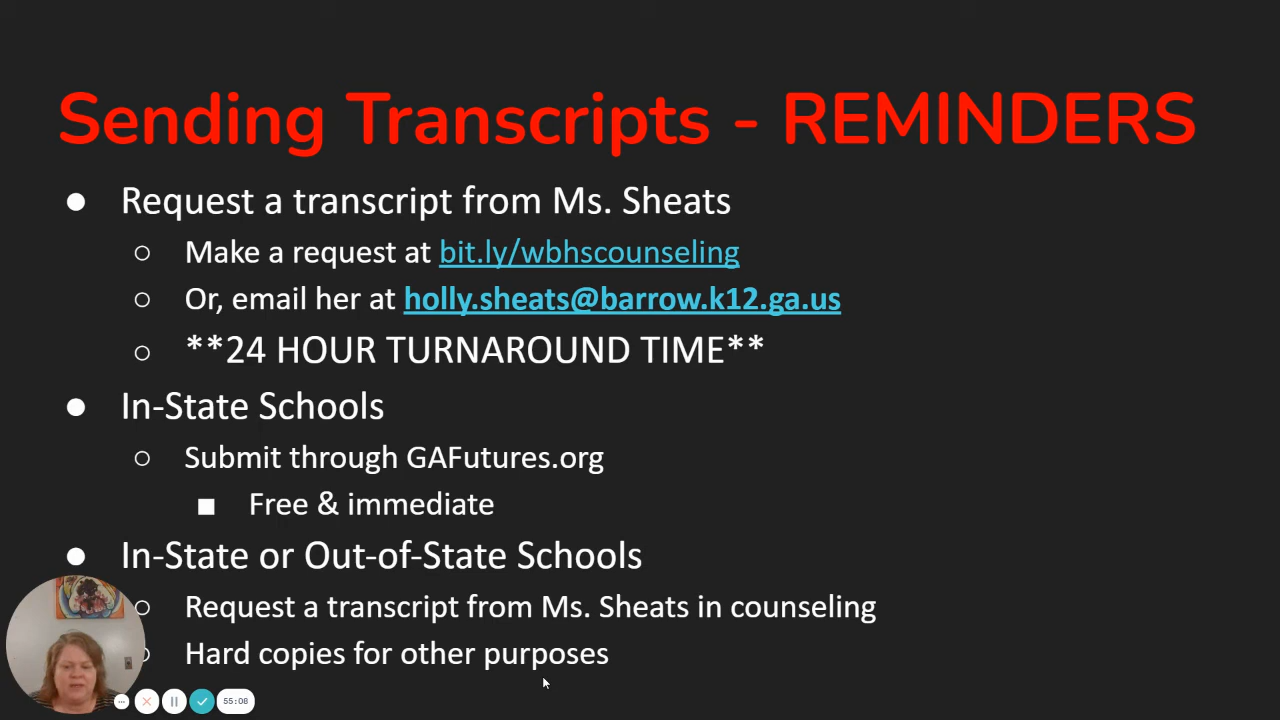 Sending Transcripts - REMINDERS
● Request a transcript from Ms. Sheats
○ Make a request at bit.ly/wbhscounseling
○ Or, email her at holly.sheats@barrow.k12.ga.us
○ **24 HOUR TURNAROUND TIME**
● In-State Schools
○ Submit through GAFutures.org
■ Free & immediate
● In-State or Out-of-State Schools
○ Request a transcript from Ms. Sheats in counseling
○ Hard copies for other purposes
55:08